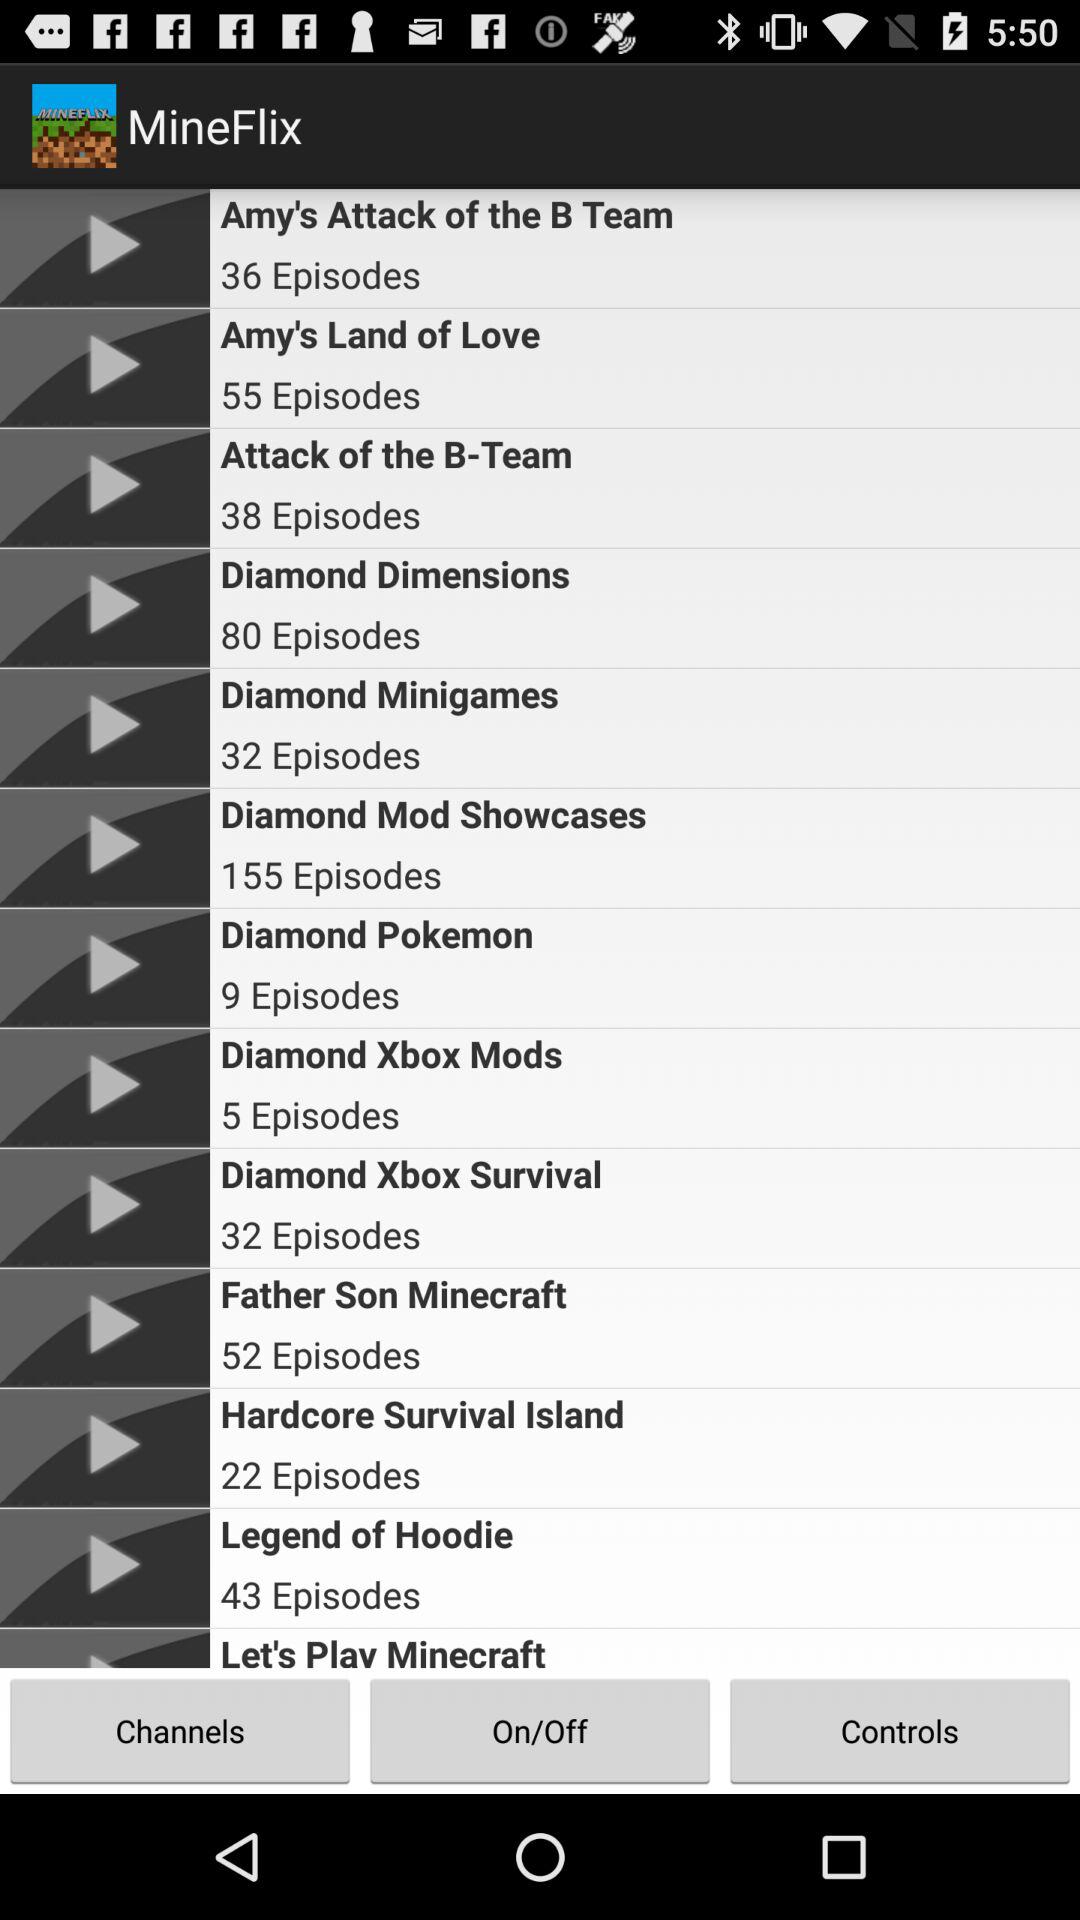 FAKE
5:50
MINEFLIX
MineFlix
Amy's Attack of the B Team
36 Episodes
Amy's Land of Love
55 Episodes
Attack of the B-Team
38 Episodes
Diamond Dimensions
80 Episodes
Diamond Minigames
32 Episodes
Diamond Mod Showcases
155 Episodes
Diamond Pokemon
9 Episodes
Diamond Xbox Mods
5 Episodes
Diamond Xbox Survival
32 Episodes
Father Son Minecraft
52 Episodes
Hardcore Survival Island
22 Episodes
Legend of Hoodie
43 Episodes
Let's Play Minecraft
Channels
On/Off
Controls